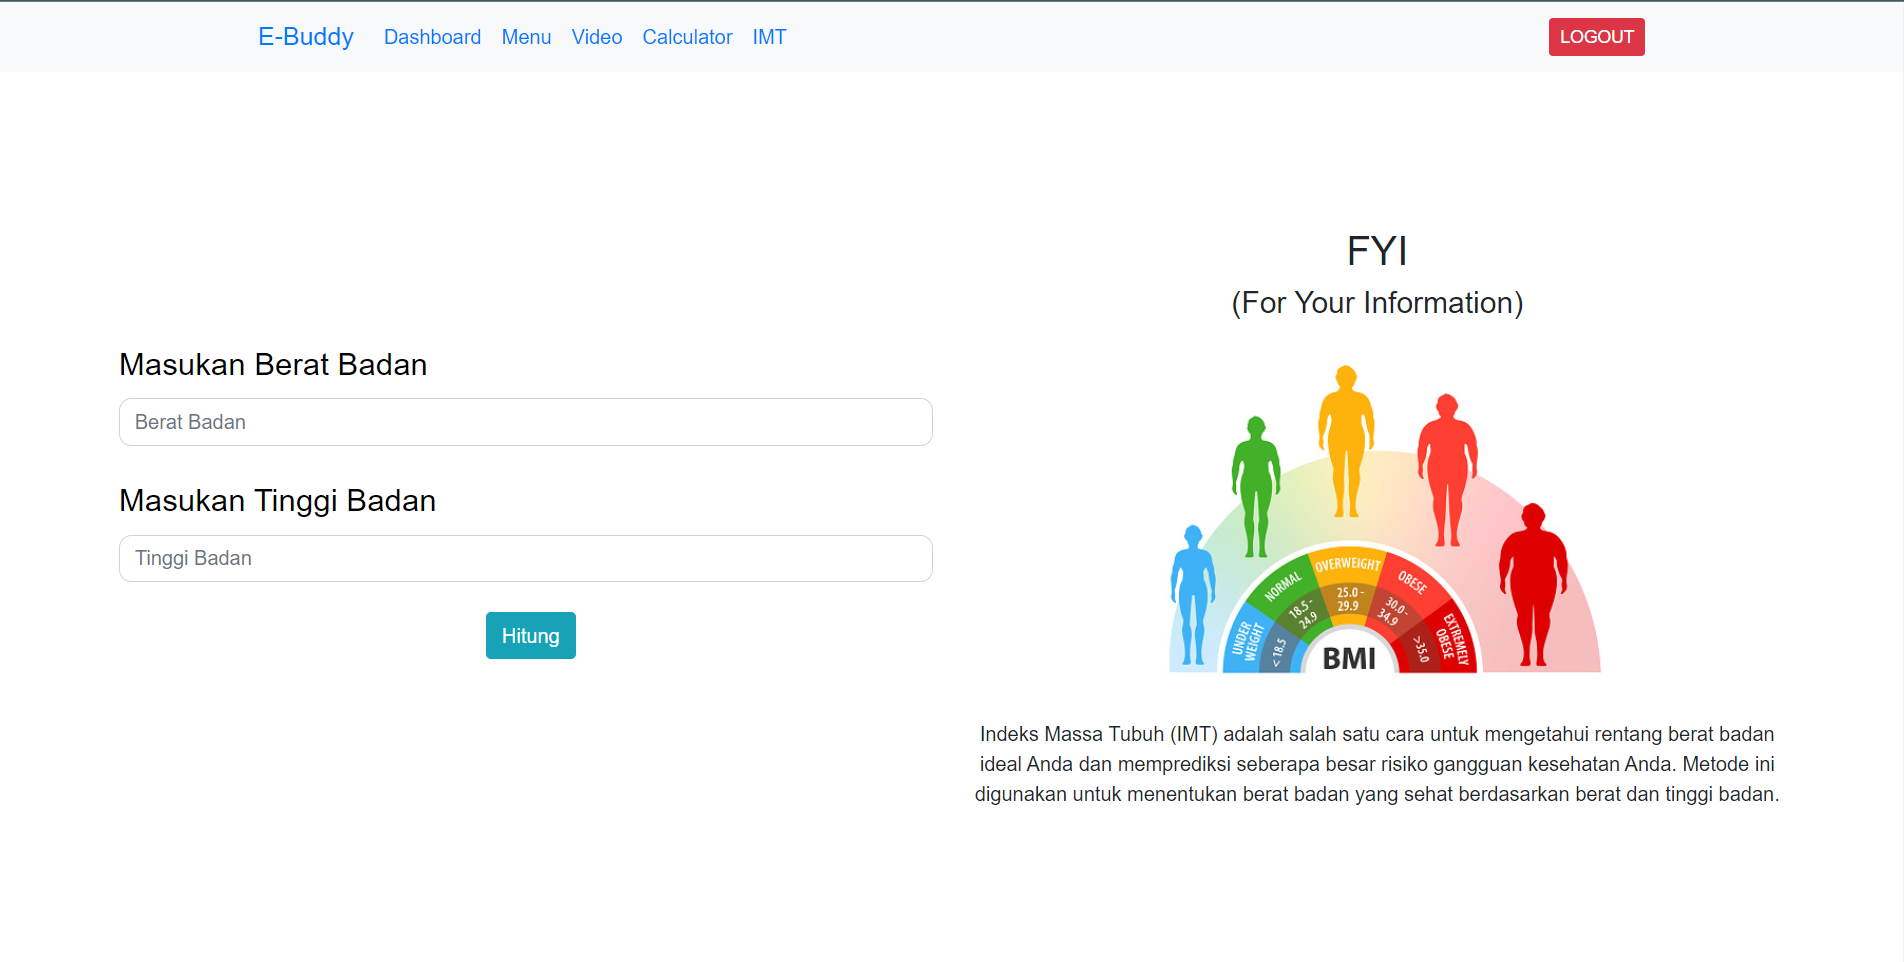 E-Buddy Dashboard Menu Video Calculator IMT LOGOUT
Masukan Berat Badan
Berat Badan
Masukan Tinggi Badan
Tinggi Badan
Hitung
FYI
(For Your Information)
UNDER
WEIGHT
< 18.5
NORMAL
18.5 -
24.9
OVERWEIGHT
25.0 -
29.9
OBESE
30.0 -
34.9
EXTREMELY
OBESE
>35.0
BMI
Indeks Massa Tubuh (IMT) adalah salah satu cara untuk mengetahui rentang berat badan
ideal Anda dan memprediksi seberapa besar risiko gangguan kesehatan Anda. Metode ini
digunakan untuk menentukan berat badan yang sehat berdasarkan berat dan tinggi badan.